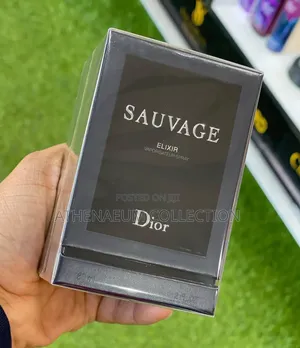 SAUVAGE
ELIXIR
POSTED ON
ATHENAEUM COLLECTION
Dior